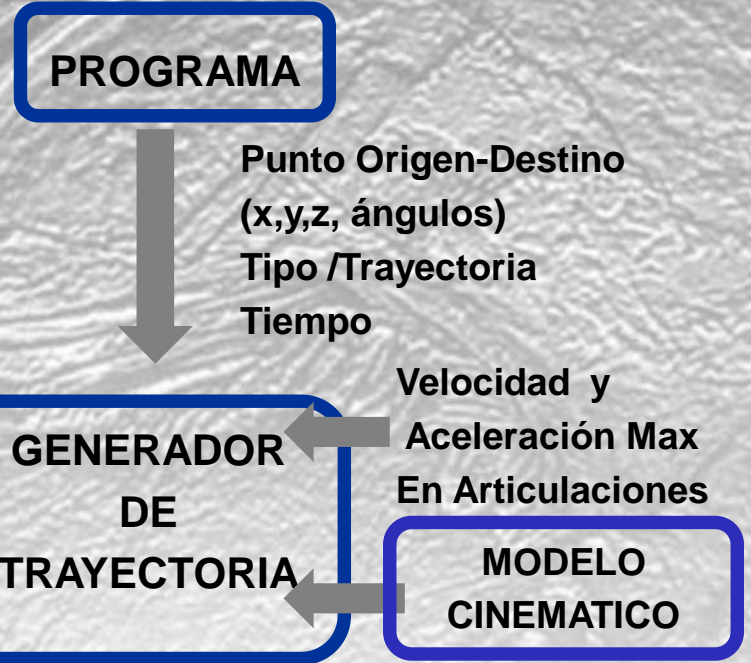 PROGRAMA
Punto Origen-Destino
(x,y,z, ángulos)
Tipo /Trayectoria
Tiempo
Velocidad y
Aceleración Max
En Articulaciones
GENERADOR
DE
TRAYECTORIA
MODELO
CINEMATICO